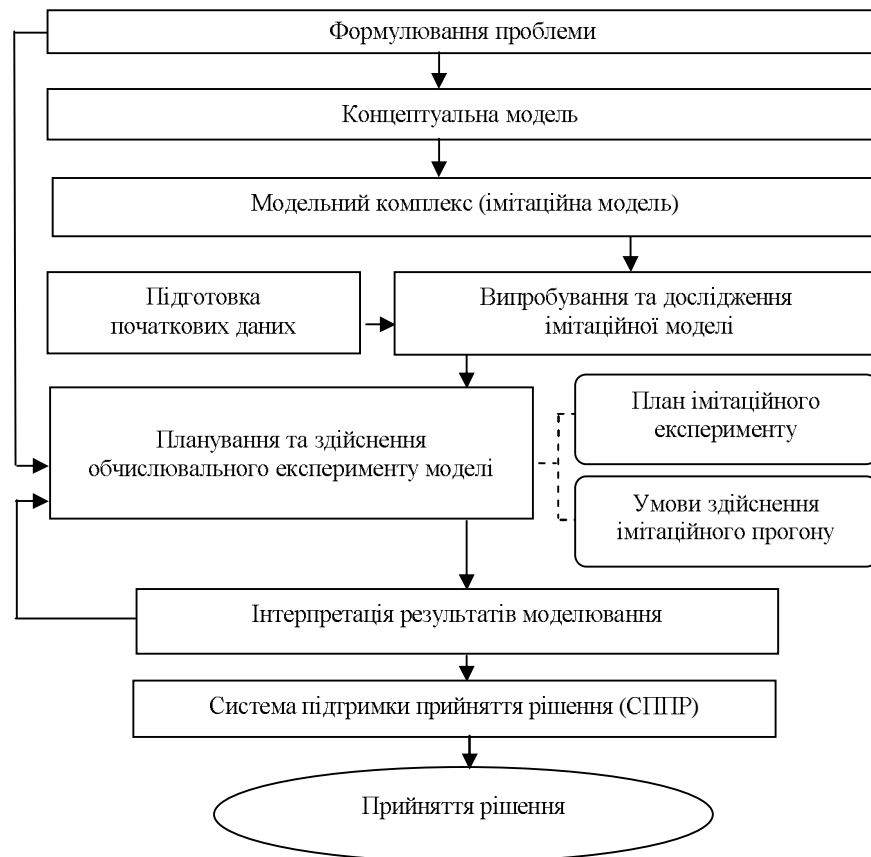 Формулювання проблеми
Концептуальна модель
Модельний комплекс (імітаційна модель)
Підготовка
початкових даних
Випробування та дослідження
імітаційної моделі
Планування та здійснення
обчислювального експерименту моделі
План імітаційного
експерименту
Умови здійснення
імітаційного прогону
Інтерпретація результатів моделювання
Система підтримки прийняття рішення (СППР)
Прийняття рішення